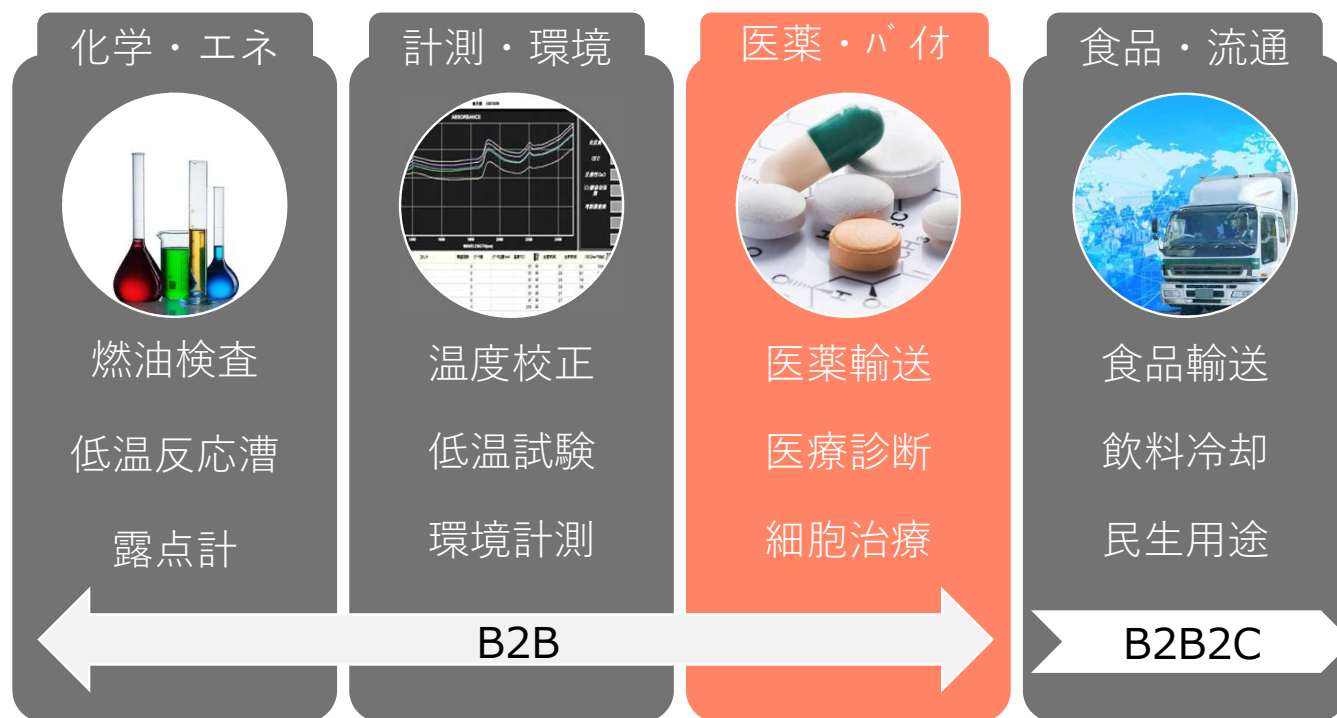 化学・エネ
ABSORBANCE
WAVELENGTH(nm)
燃油検査
低温反応漕
露点計
計測・環境
温度校正
低温試験
環境計測
医薬・ﾊﾞｲｵ
医薬輸送
医療診断
細胞治療
食品・流通
食品輸送
飲料冷却
民生用途
B2B
B2B2C